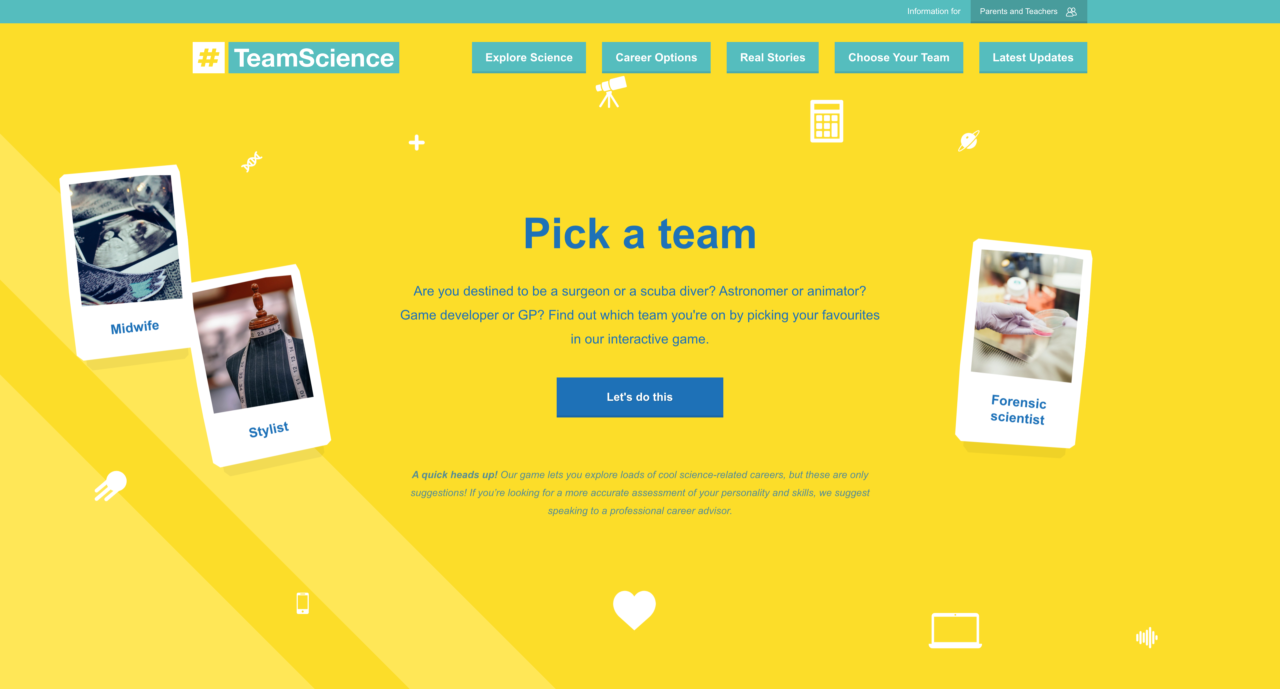 Information for
Parents and Teachers
# TeamScience
Explore Science
Career Options
Real Stories
Choose Your Team
Latest Updates
Pick a team
Are you destined to be a surgeon or a scuba diver? Astronomer or animator?
Game developer or GP? Find out which team you're on by picking your favourites
in our interactive game.
Let's do this
Midwife
Stylist
Forensic
scientist
A quick heads up! Our game lets you explore loads of cool science-related careers, but these are only
suggestions! If you're looking for a more accurate assessment of your personality and skills, we suggest
speaking to a professional career advisor.